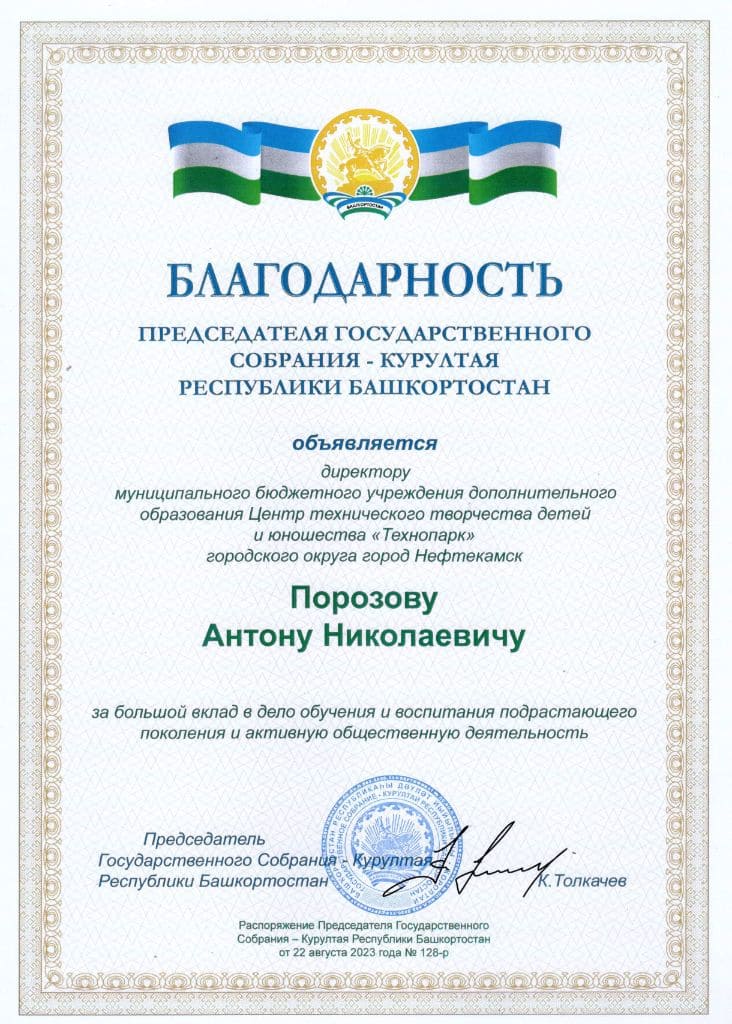 БАШКОРТОСТАН
БЛАГОДАРНОСТЬ
ПРЕДСЕДАТЕЛЯ ГОСУДАРСТВЕННОГО
СОБРАНИЯ - КУРУЛТАЯ
РЕСПУБЛИКИ БАШКОРТОСТАН
объявляется
директору
муниципального бюджетного учреждения дополнительного
образования Центр технического творчества детей
и юношества «Технопарк»
городского округа город Нефтекамск
Порозову
Антону Николаевичу
за большой вклад в дело обучения и воспитания подрастающего
поколения и активную общественную деятельность
Председатель
Государственного Собрания - Курултая
Республики Башкортостан
К.Толкачев
Распоряжение Председателя Государственного
Собрания – Курултая Республики Башкортостан
от 22 августа 2023 года № 128-р